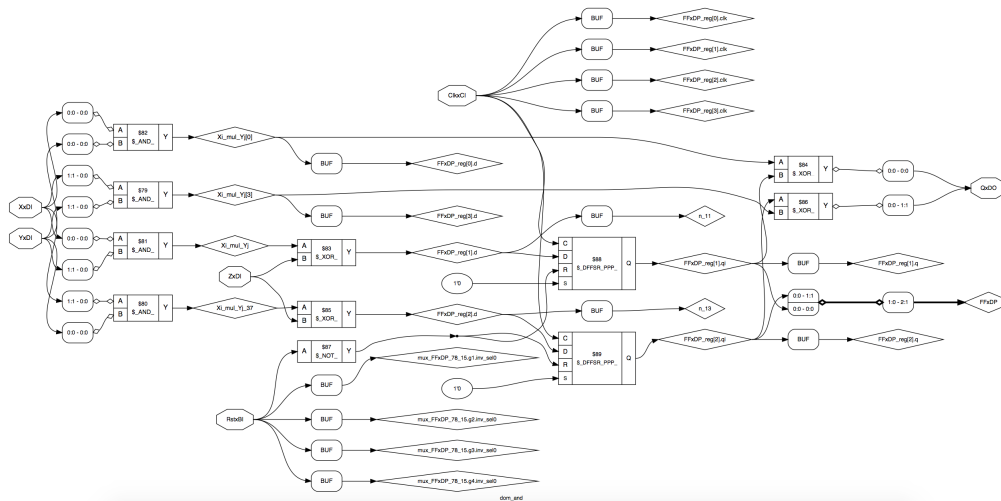 BUF
FFxDP_reg[0].clk
BUF
FFxDP_reg[1].clk
BUF
FFxDP_reg[2].clk
ClkxCI
BUF
FFxDP_reg[3].clk
0:0 - 0:0
A
B
$82
$_AND_
Y
Xi_mul_Yj[0]
0:0 - 0:0
BUF
FFxDP_reg[0].d
A
B
$84
$_XOR_
Y
0:0 - 0:0
1:1 - 0:0
A
B
$79
$_AND_
Y
Xi_mul_Yj[3]
QxDO
XxDI
1:1 - 0:0
BUF
FFxDP_reg[3].d
n_11
BUF
A
B
$86
$_XOR_
Y
0:0 - 1:1
YxDI
0:0 - 0:0
A
B
$81
$_AND_
Y
Xi_mul_Yj
A
B
$83
$_XOR_
Y
FFxDP_reg[1].d
1:1 - 0:0
C
D
R
S
$88
$_DFFSR_PPP_
Q
FFxDP_reg[1].qi
BUF
FFxDP_reg[1].q
ZxDI
1'0
1:1 - 0:0
A
B
$80
$_AND_
Y
Xi_mul_Yj_37
A
B
$85
$_XOR_
Y
FFxDP_reg[2].d
BUF
n_13
0:0 - 1:1
0:0 - 0:0
1:0 - 2:1
FFxDP
0:0 - 0:0
A
$87
$_NOT_
Y
C
D
R
S
$89
$_DFFSR_PPP_
Q
FFxDP_reg[2].qi
BUF
FFxDP_reg[2].q
mux_FFxDP_78_15.g1.inv_sel0
BUF
1'0
RstxBI
BUF
mux_FFxDP_78_15.g2.inv_sel0
BUF
mux_FFxDP_78_15.g3.inv_sel0
BUF
mux_FFxDP_78_15.g4.inv_sel0
dom_and